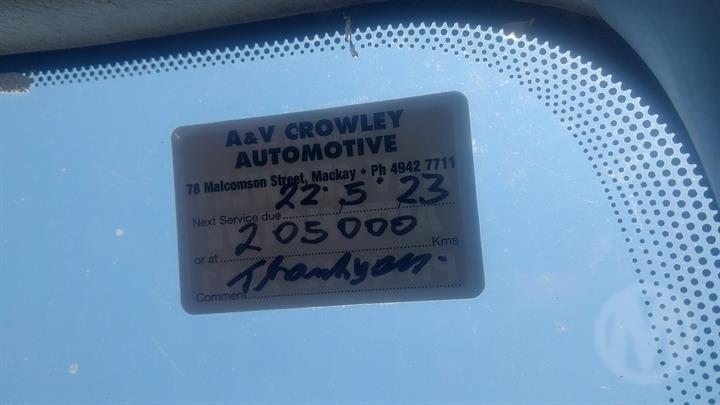 A&V CROWLEY
AUTOMOTIVE
78 Malcomson Street, Mackay • Ph 4942 7711
Next Service due 22.5.23
or at 205000 Kms
Comment Thankyou.
M